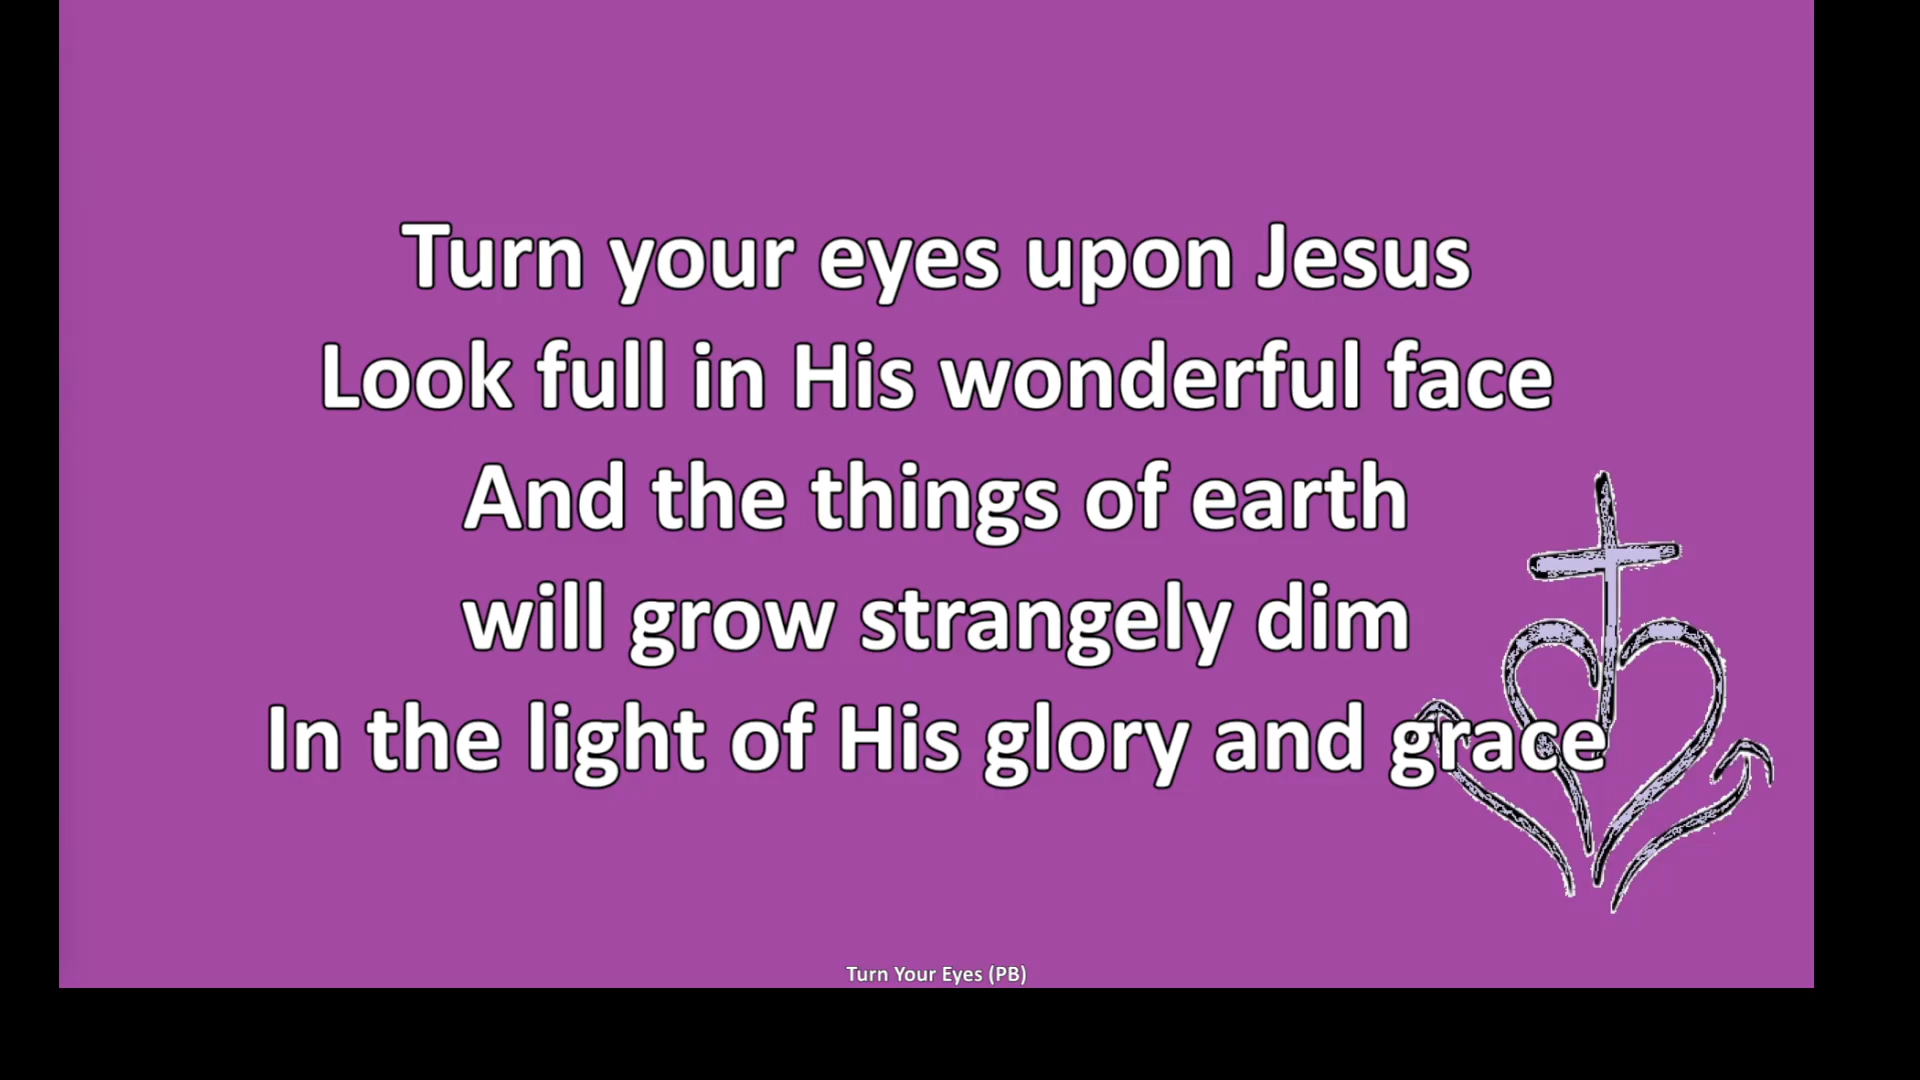 Turn your eyes upon Jesus
Look full in His wonderful face
And the things of earth
will grow strangely dim
In the light of His glory and grace
Turn Your Eyes (PB)